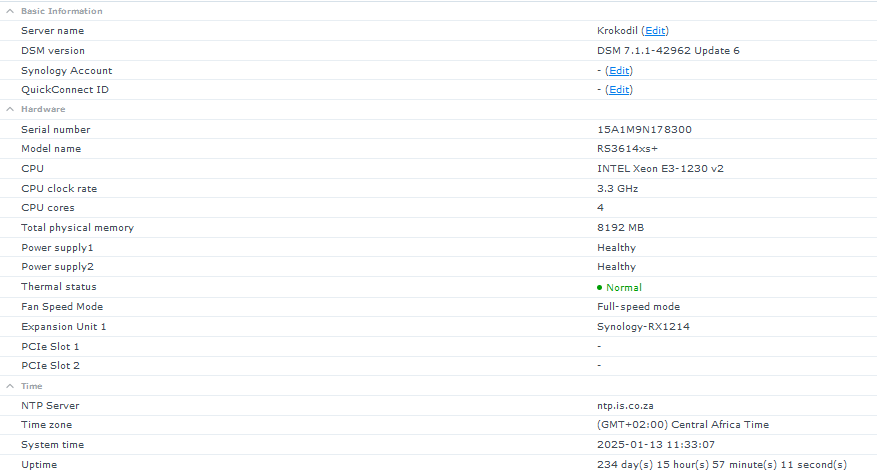 Basic Information
Server name Krokodil (Edit)
DSM version DSM 7.1.1-42962 Update 6
Synology Account - (Edit)
QuickConnect ID - (Edit)
Hardware
Serial number 15A1M9N178300
Model name RS3614xs+
CPU INTEL Xeon E3-1230 v2
CPU clock rate 3.3 GHz
CPU cores 4
Total physical memory 8192 MB
Power supply1 Healthy
Power supply2 Healthy
Thermal status Normal
Fan Speed Mode Full-speed mode
Expansion Unit 1 Synology-RX1214
PCIe Slot 1 -
PCIe Slot 2 -
Time
NTP Server ntp.is.co.za
Time zone (GMT+02:00) Central Africa Time
System time 2025-01-13 11:33:07
Uptime 234 day(s) 15 hour(s) 57 minute(s) 11 second(s)